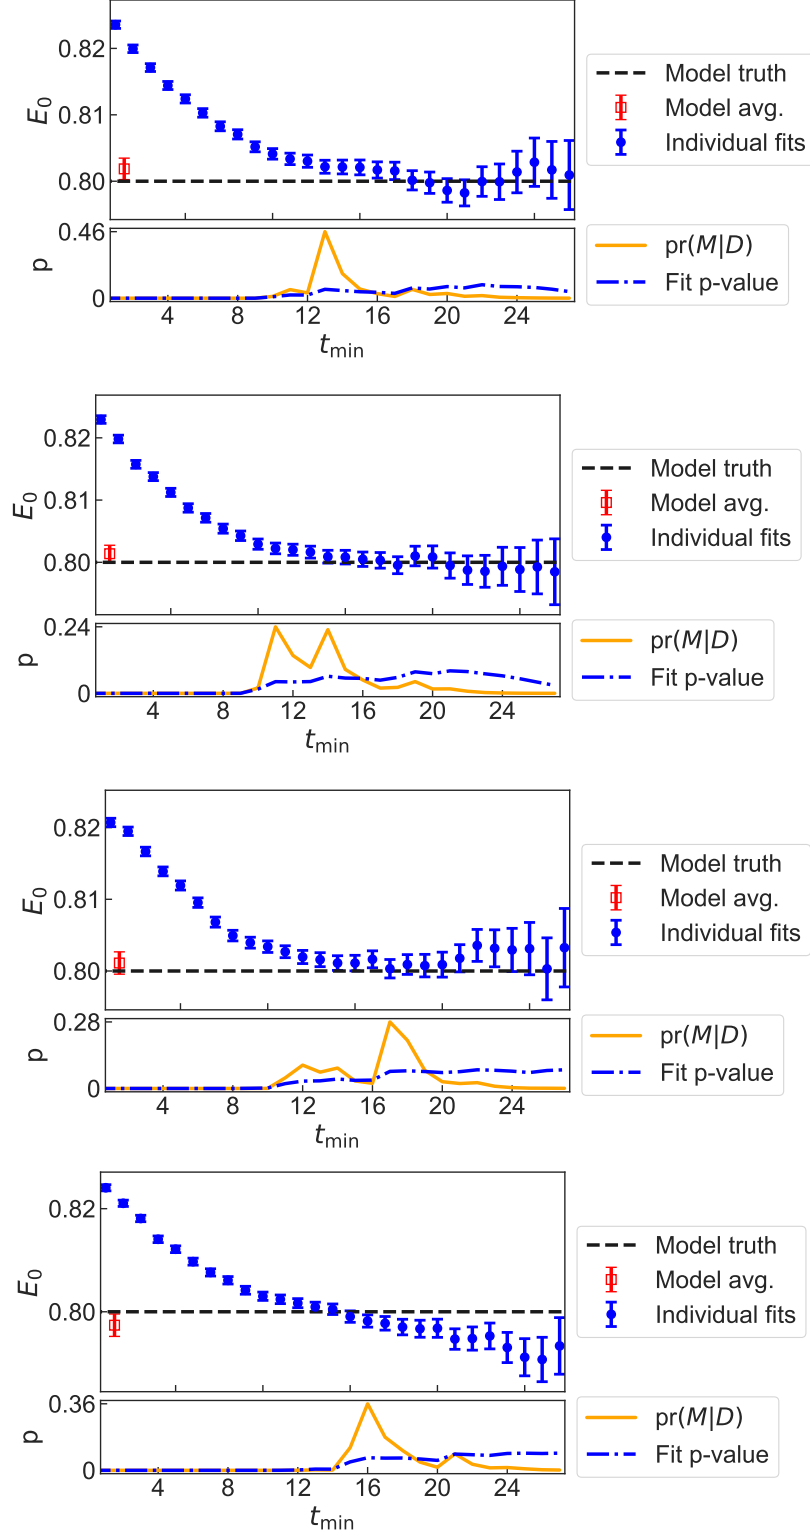 0.82
0.81
0.80
E0
Model truth
Model avg.
Individual fits
0.46
0
p
pr(M|D)
Fit p-value
4 8 12 16 20 24
tmin
0.82
0.81
0.80
E0
Model truth
Model avg.
Individual fits
0.24
0
p
pr(M|D)
Fit p-value
4 8 12 16 20 24
tmin
0.82
0.81
0.80
E0
Model truth
Model avg.
Individual fits
0.28
0
p
pr(M|D)
Fit p-value
4 8 12 16 20 24
tmin
0.82
0.80
E0
Model truth
Model avg.
Individual fits
0.36
0
p
pr(M|D)
Fit p-value
4 8 12 16 20 24
tmin